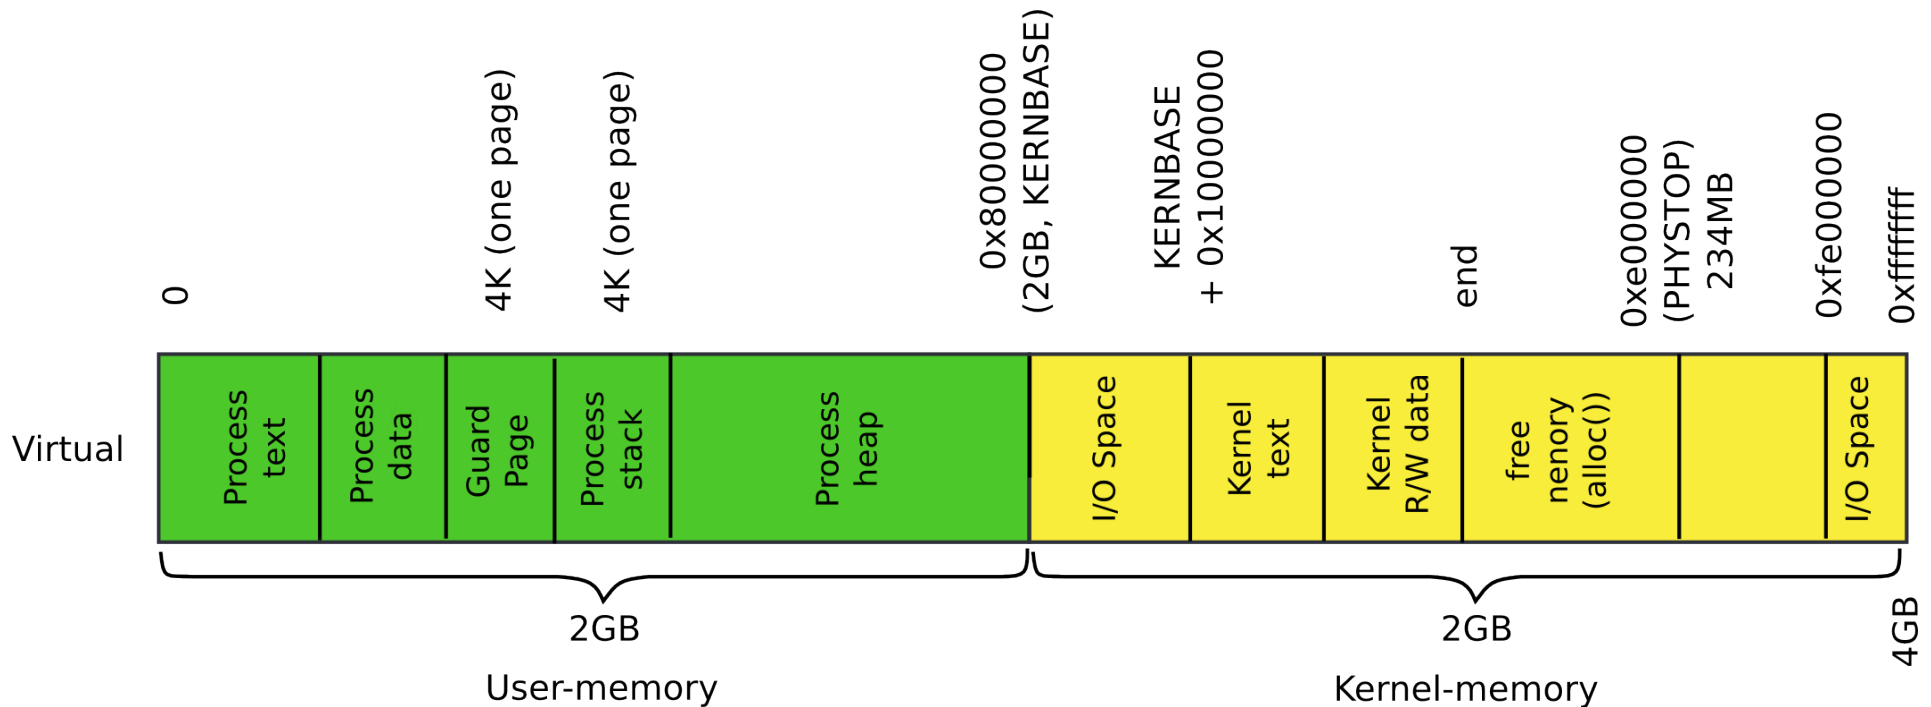 0
4K (one page)
4K (one page)
0x80000000
(2GB, KERNBASE)
KERNBASE
+ 0x10000000
end
0xe000000
(PHYSTOP)
234MB
0xfe000000
0xffffffff
Virtual
Process
text
Process
data
Guard
Page
Process
stack
Process
heap
I/O Space
Kernel
text
Kernel
R/W data
free
nenory
(alloc())
I/O Space
2GB
2GB
4GB
User-memory
Kernel-memory